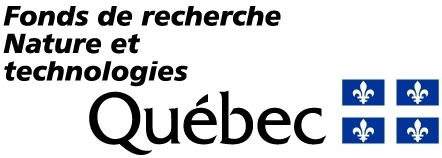 Fonds de recherche
Nature et
technologies
Québec